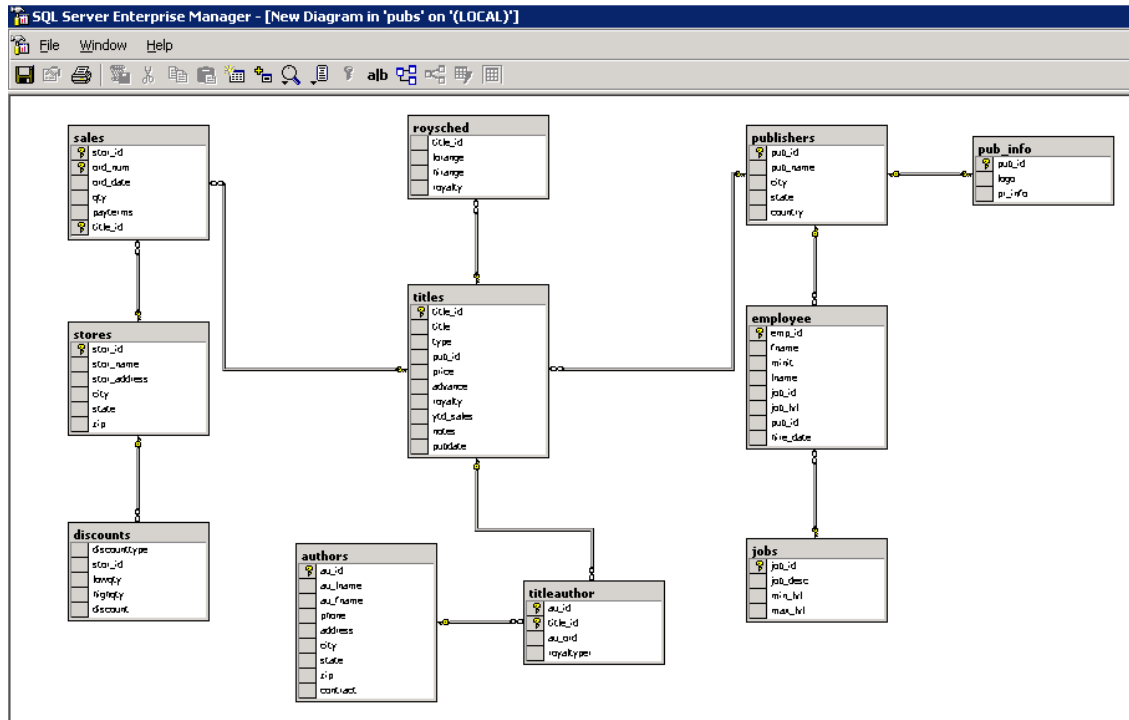 SQL Server Enterprise Manager - [New Diagram in 'pubs' on '(LOCAL)']
File Window Help
a|b
sales
stor_id
ord_num
ord_date
qty
payterms
title_id
stores
stor_id
stor_name
stor_address
city
state
zip
discounts
discounttype
stor_id
lowqty
highqty
discount
roysched
title_id
lorange
hirange
royalty
titles
title_id
title
type
pub_id
price
advance
royalty
ytd_sales
notes
pubdate
authors
au_id
au_lname
au_fname
phone
address
city
state
zip
contract
titleauthor
au_id
title_id
au_ord
royaltyper
publishers
pub_id
pub_name
city
state
country
pub_info
pub_id
logo
pr_info
employee
emp_id
fname
minit
lname
job_id
job_lvl
pub_id
hire_date
jobs
job_id
job_desc
min_lvl
max_lvl